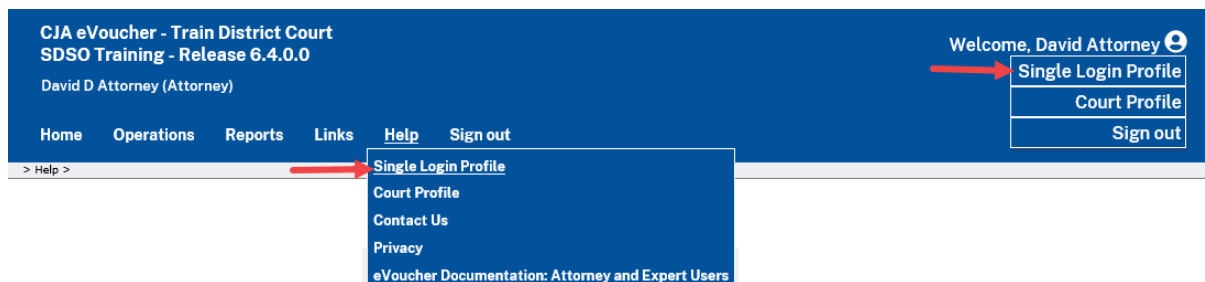 CJA eVoucher - Train District Court
SDSO Training - Release 6.4.0.0
David D Attorney (Attorney)
Welcome, David Attorney
Single Login Profile
Court Profile
Sign out
Home Operations Reports Links Help Sign out
> Help >
Single Login Profile
Court Profile
Contact Us
Privacy
eVoucher Documentation: Attorney and Expert Users